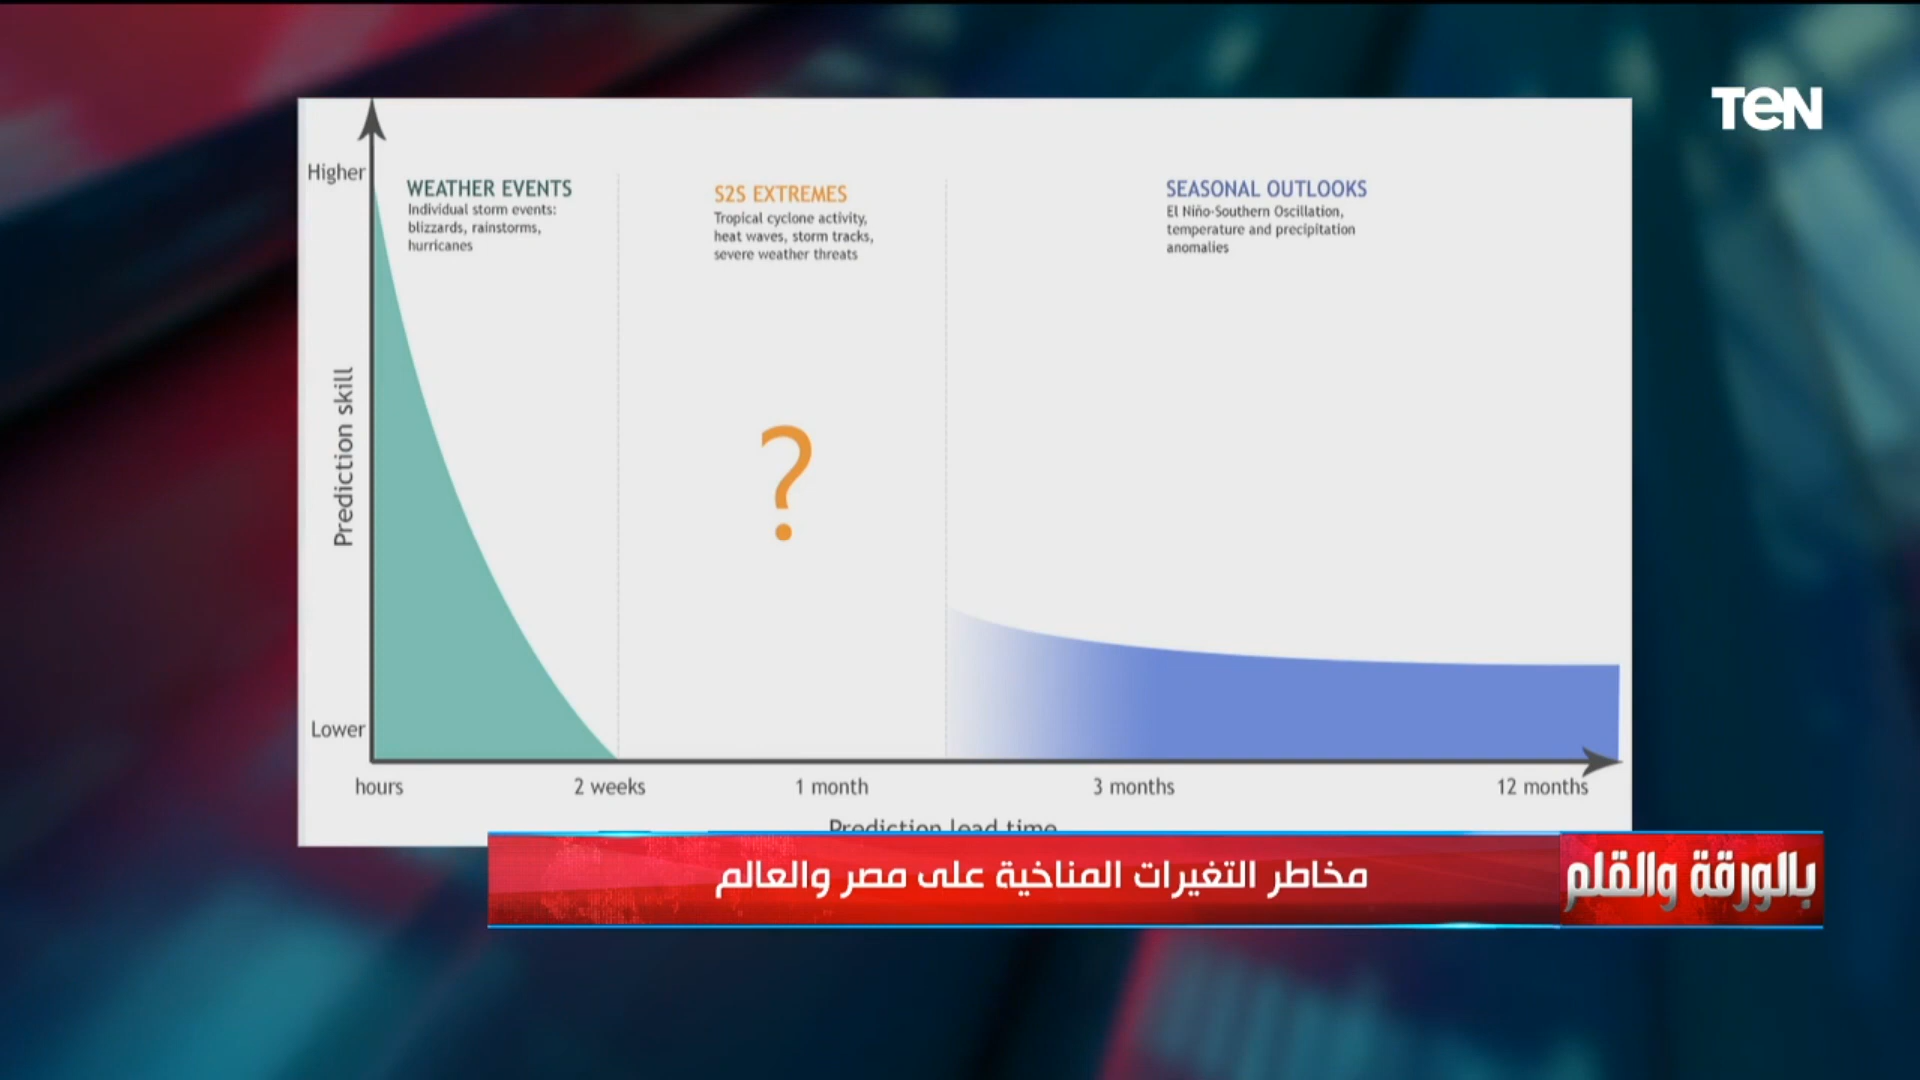 TeN
Higher
WEATHER EVENTS
Individual storm events:
blizzards, rainstorms,
hurricanes
S2S EXTREMES
Tropical cyclone activity,
heat waves, storm tracks,
severe weather threats
SEASONAL OUTLOOKS
El Niño-Southern Oscillation,
temperature and precipitation
anomalies
Prediction skill
?
Lower
hours
2 weeks
1 month
3 months
12 months
Prediction lead time
بالورقة والقلم
مخاطر التغيرات المناخية على مصر والعالم